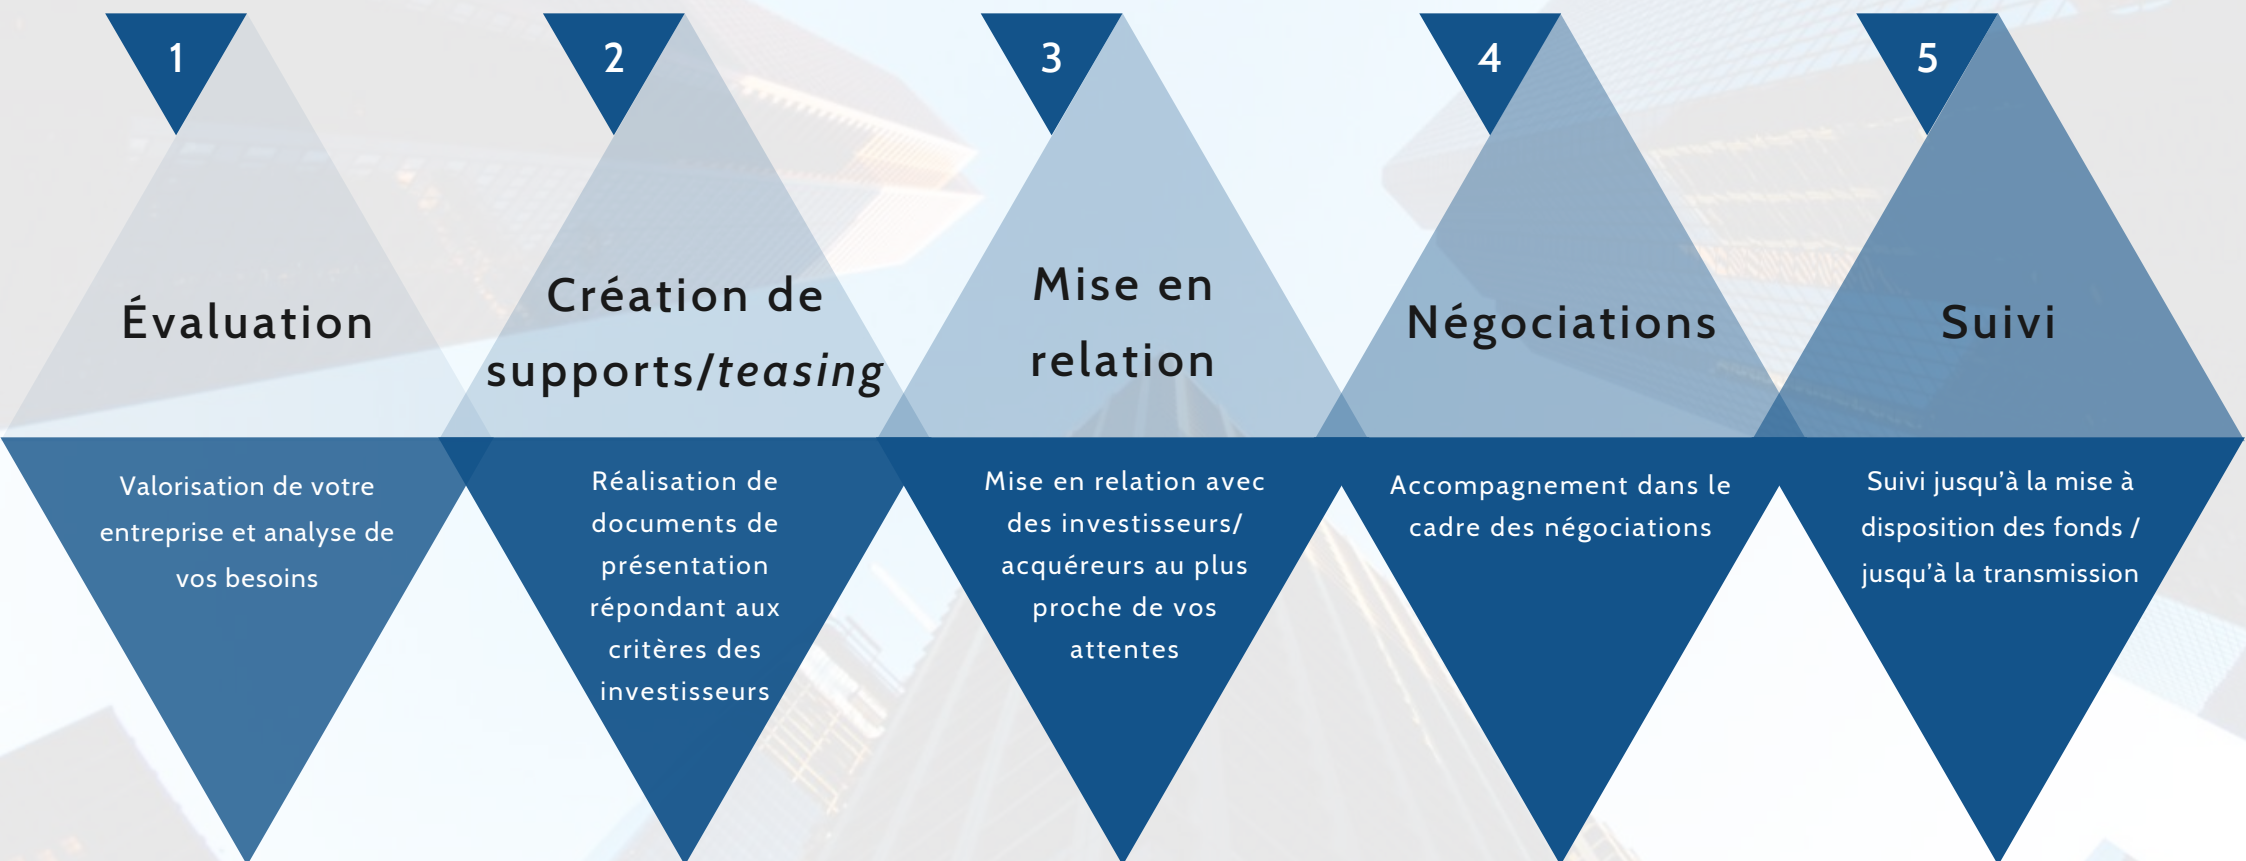 1
Évaluation
Valorisation de votre
entreprise et analyse de
vos besoins
2
Création de
supports/teasing
Réalisation de
documents de
présentation
répondant aux
critères des
investisseurs
3
Mise en
relation
Mise en relation avec
des investisseurs/
acquéreurs au plus
proche de vos
attentes
4
Négociations
Accompagnement dans le
cadre des négociations
5
Suivi
Suivi jusqu'à la mise à
disposition des fonds /
jusqu'à la transmission